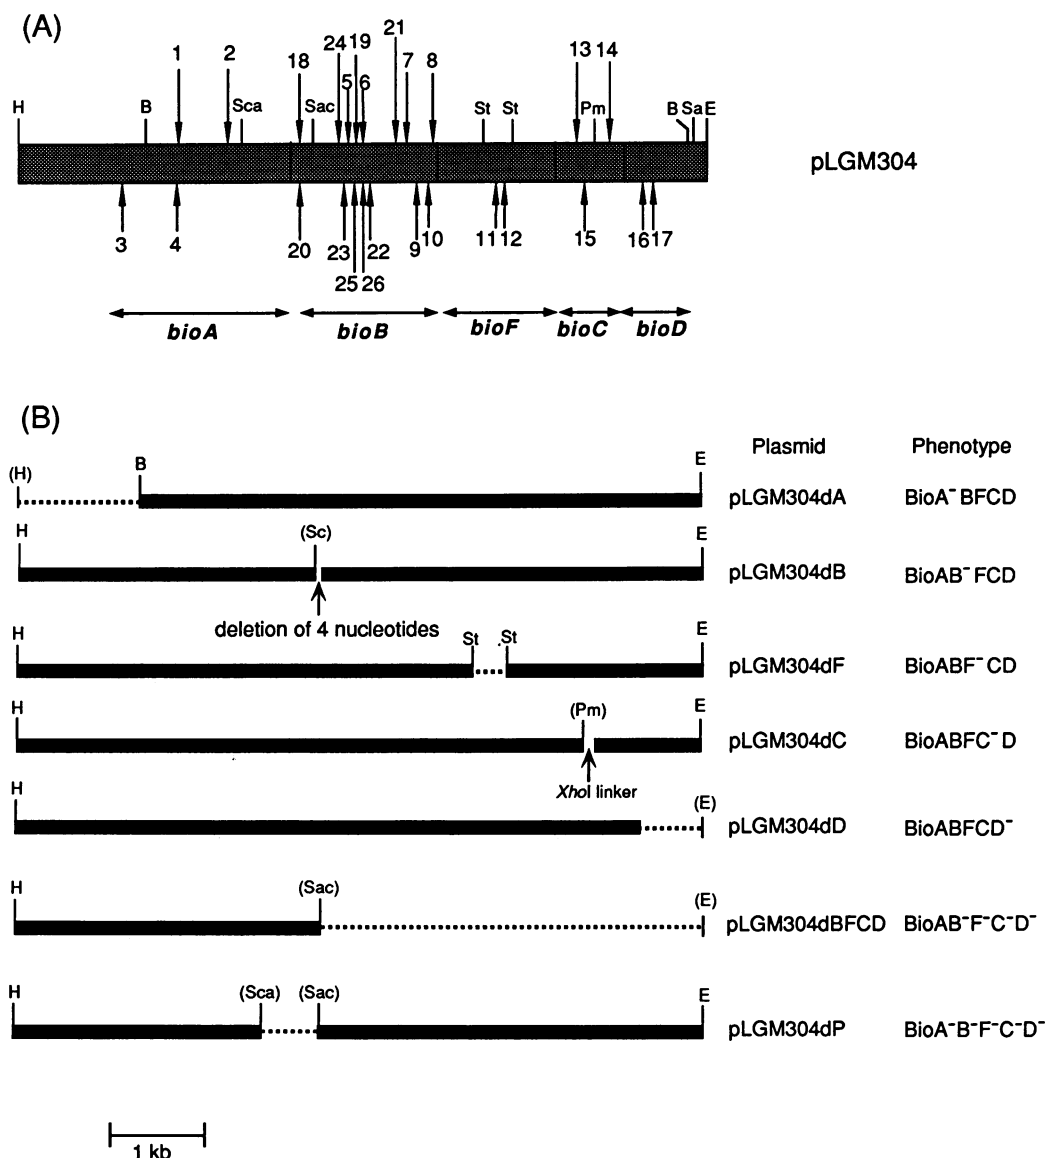 (A)
1 2 18 24 5 19 6 21 7 8 13 14
H B Sca Sac St St Pm B Sa E
pLGM304
3 4 20 23 25 26 22 9 10 11 12 15 16 17
bioA bioB bioF bioC bioD
(B)
Plasmid Phenotype
(H) B E
pLGM304dA BioA⁻BFCD
H (Sc) E
pLGM304dB BioAB⁻FCD
deletion of 4 nucleotides
H St St E
pLGM304dF BioABF⁻CD
H (Pm) E
pLGM304dC BioABFC⁻D
XhoI linker
H (E)
pLGM304dD BioABFCD⁻
H (Sac) (E)
pLGM304dBFCD BioAB⁻F⁻C⁻D⁻
H (Sca) (Sac) E
pLGM304dP BioA⁻B⁻F⁻C⁻D⁻
1 kb